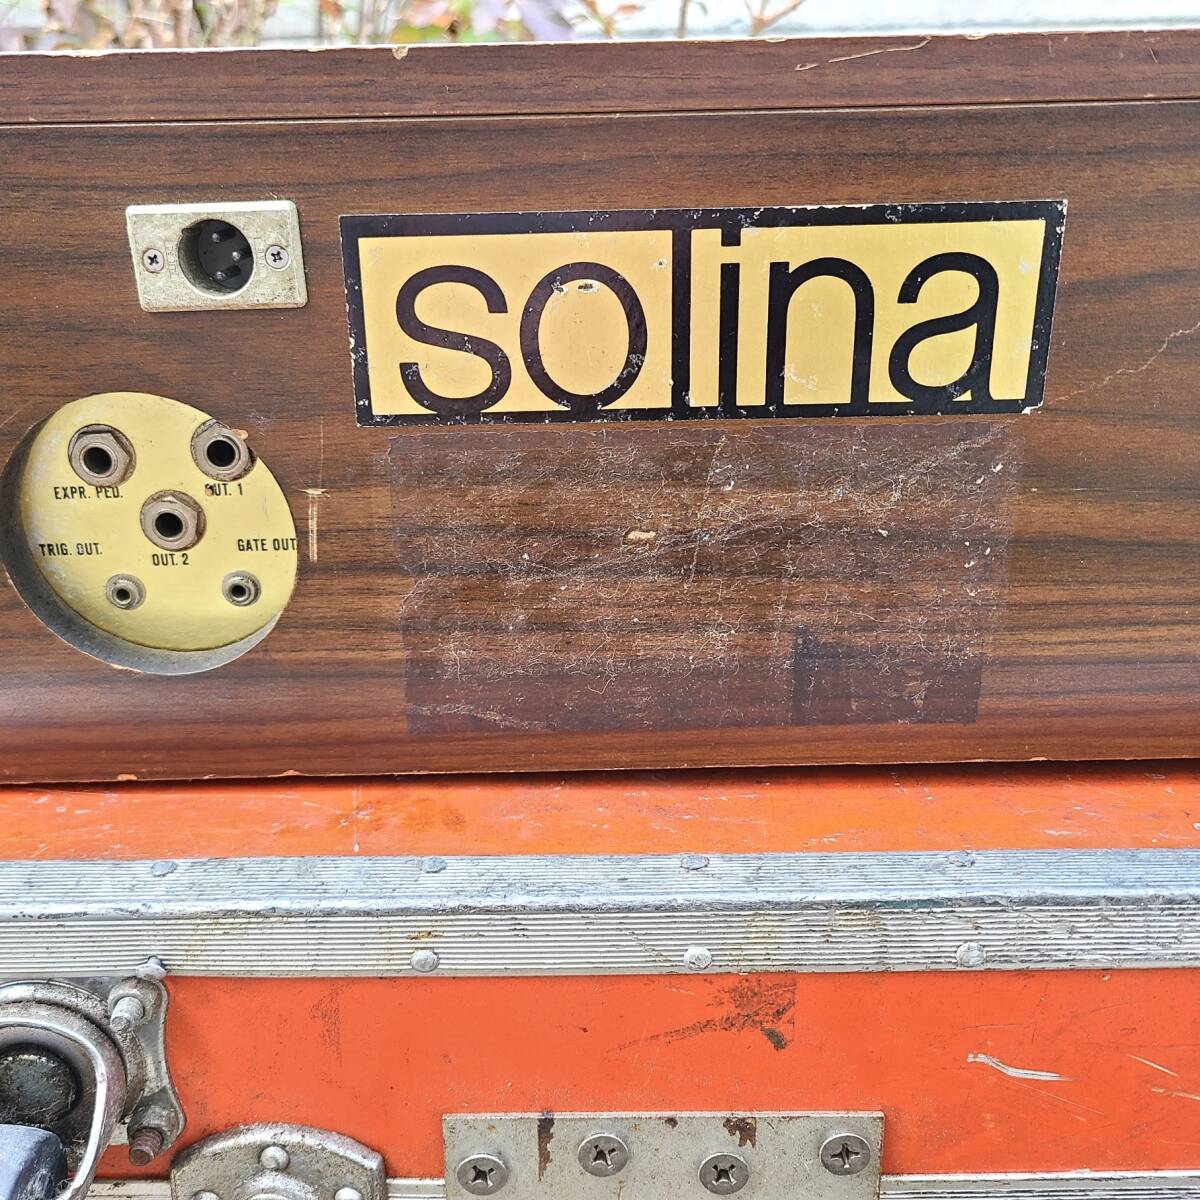 solina
EXPR. PED.
OUT. 1
OUT. 2
TRIG. OUT.
GATE OUT